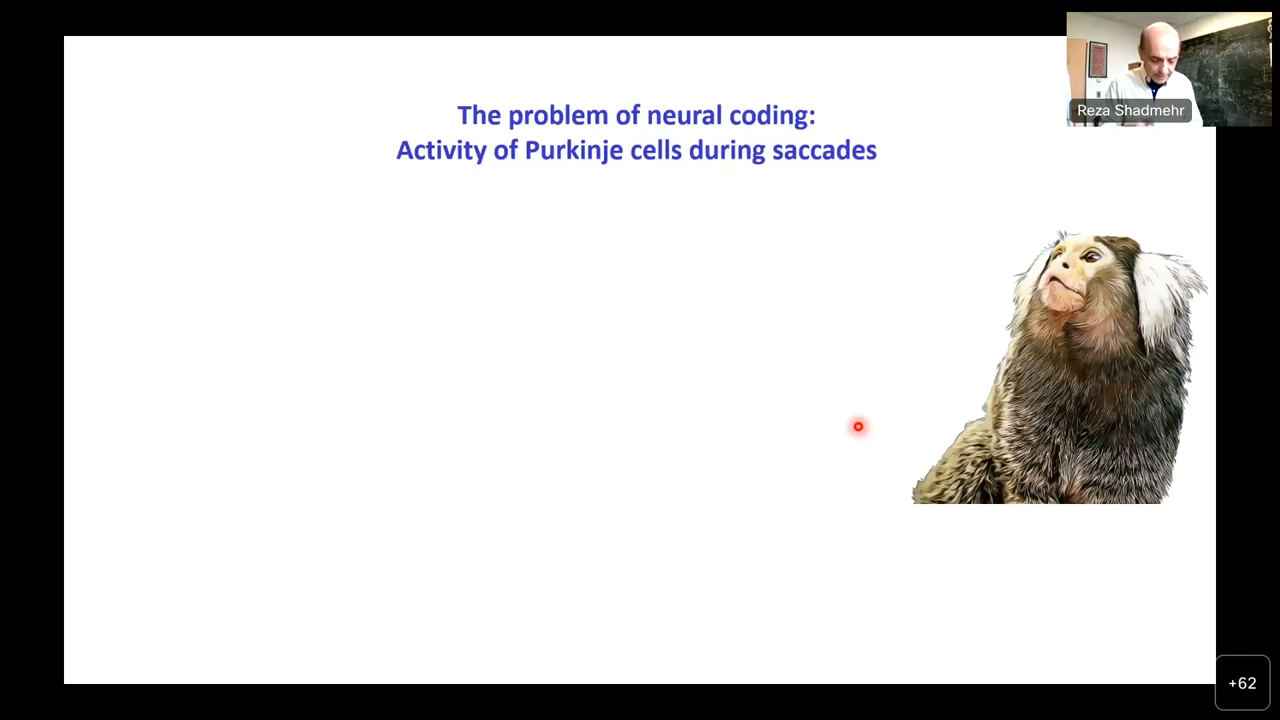 The problem of neural coding:
Activity of Purkinje cells during saccades
Reza Shadmehr
+62